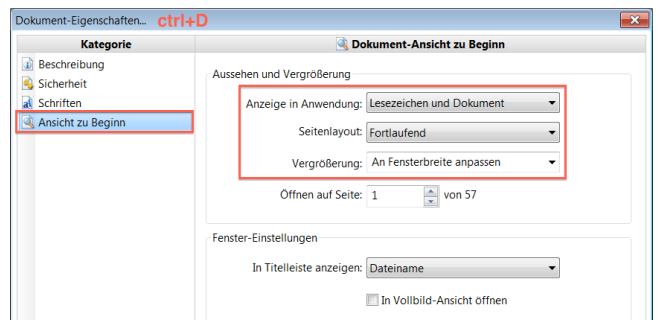 Dokument-Eigenschaften... ctrl+D
Kategorie
Dokument-Ansicht zu Beginn
Beschreibung
Sicherheit
Schriften
Ansicht zu Beginn
Aussehen und Vergrößerung
Anzeige in Anwendung: Lesezeichen und Dokument
Seitenlayout: Fortlaufend
Vergrößerung: An Fensterbreite anpassen
Öffnen auf Seite: 1 von 57
Fenster-Einstellungen
In Titelleiste anzeigen: Dateiname
In Vollbild-Ansicht öffnen